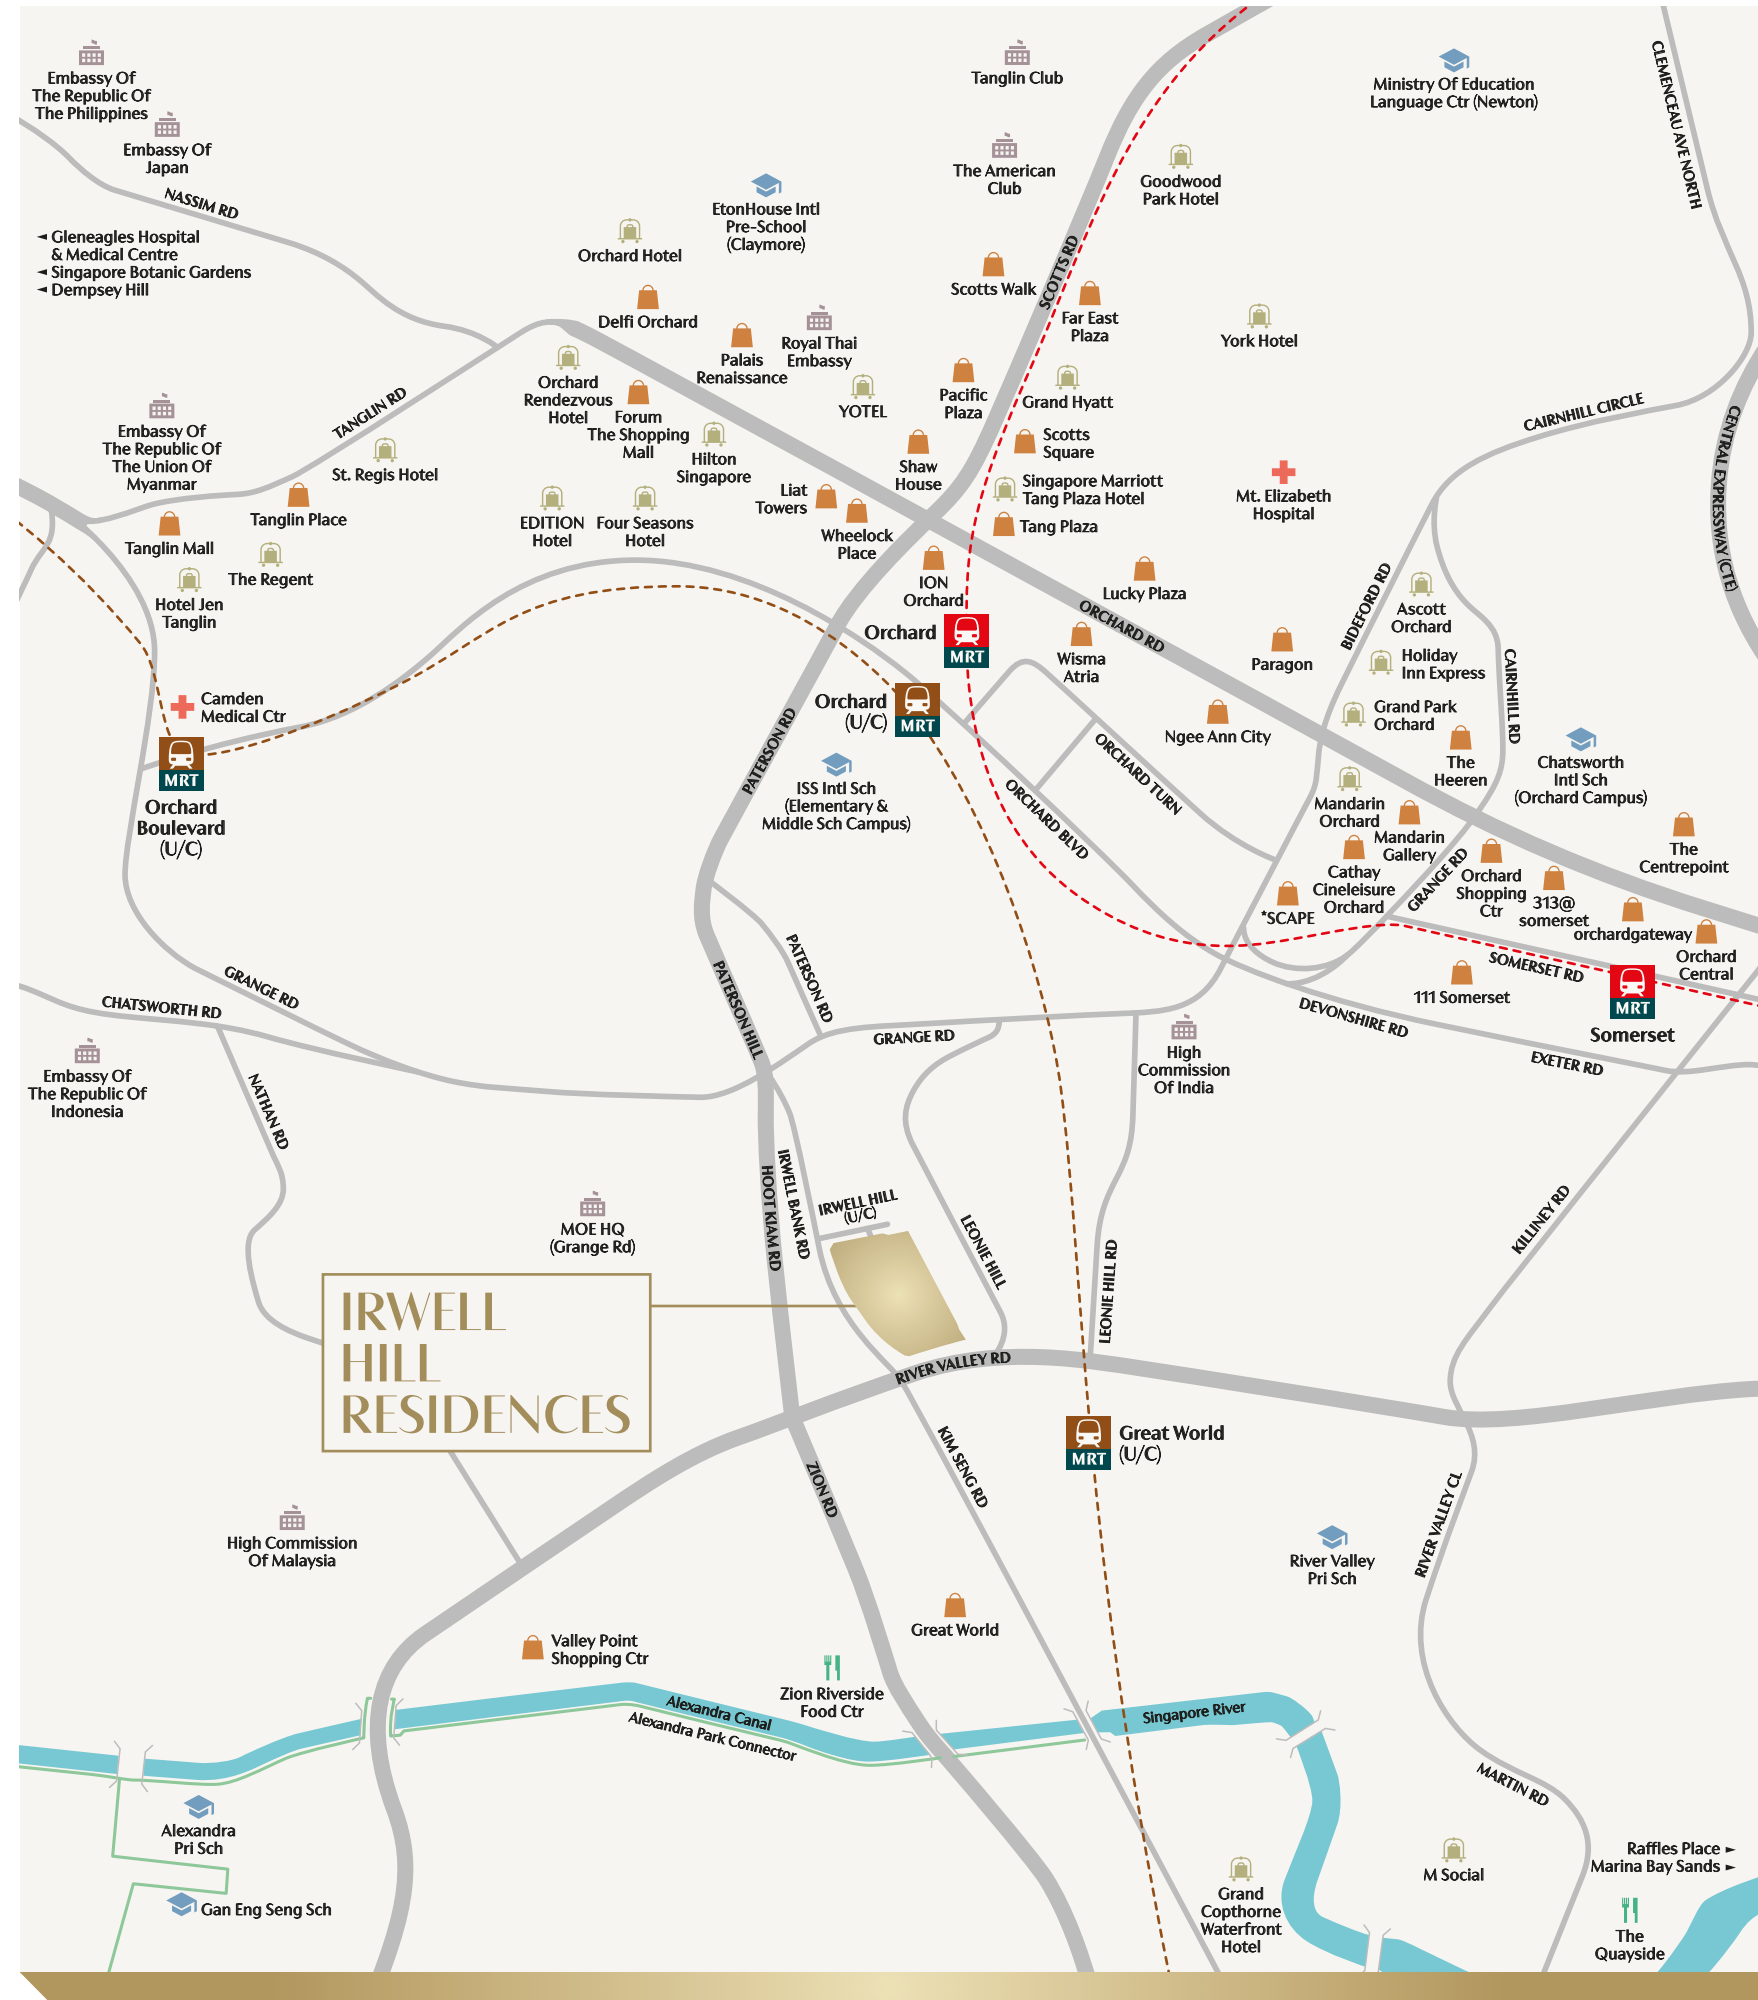 Embassy Of
The Republic Of
The Philippines
Embassy Of
Japan
NASSIM RD
◄ Gleneagles Hospital
& Medical Centre
◄ Singapore Botanic Gardens
◄ Dempsey Hill
Tanglin Club
The American
Club
Ministry Of Education
Language Ctr (Newton)
CLEMENCEAU AVE NORTH
Goodwood
Park Hotel
EtonHouse Intl
Pre-School
(Claymore)
Orchard Hotel
Delfi Orchard
Scotts Walk
SCOTTS RD
Far East
Plaza
York Hotel
Royal Thai
Embassy
Palais
Renaissance
Orchard
Rendezvous
Hotel
Forum
The Shopping
Mall
YOTEL
Pacific
Plaza
Grand Hyatt
CAIRNHILL CIRCLE
CENTRAL EXPRESSWAY (CTE)
TANGLIN RD
Embassy Of
The Republic Of
The Union Of
Myanmar
St. Regis Hotel
Hilton
Singapore
Shaw
House
Scotts
Square
Singapore Marriott
Tang Plaza Hotel
Tang Plaza
Mt. Elizabeth
Hospital
Liat
Towers
Wheelock
Place
EDITION
Hotel
Four Seasons
Hotel
Tanglin Place
Tanglin Mall
The Regent
Hotel Jen
Tanglin
ION
Orchard
Lucky Plaza
ORCHARD RD
BIDEFORD RD
Ascott
Orchard
Orchard
MRT
Wisma
Atria
Paragon
Holiday
Inn Express
CAIRNHILL RD
Camden
Medical Ctr
Orchard
(U/C)
MRT
PATERSON RD
Ngee Ann City
Grand Park
Orchard
The
Heeren
Chatsworth
Intl Sch
(Orchard Campus)
MRT
Orchard
Boulevard
(U/C)
ISS Intl Sch
(Elementary &
Middle Sch Campus)
ORCHARD TURN
ORCHARD BLVD
Mandarin
Orchard
Mandarin
Gallery
Cathay
Cineleisure
Orchard
GRANGE RD
Orchard
Shopping
Ctr
313@
somerset
The
Centrepoint
*SCAPE
orchardgateway
Orchard
Central
SOMERSET RD
111 Somerset
MRT
Somerset
GRANGE RD
CHATSWORTH RD
PATERSON HILL
PATERSON RD
GRANGE RD
DEVONSHIRE RD
EXETER RD
High
Commission
Of India
Embassy Of
The Republic Of
Indonesia
NATHAN RD
IRWELL BANK RD
HOOT KIAM RD
IRWELL HILL
(U/C)
LEONIE HILL
LEONIE HILL RD
KILLINEY RD
MOE HQ
(Grange Rd)
IRWELL
HILL
RESIDENCES
RIVER VALLEY RD
KIM SENG RD
MRT
Great World
(U/C)
ZION RD
RIVER VALLEY CL
High Commission
Of Malaysia
River Valley
Pri Sch
Great World
Valley Point
Shopping Ctr
Zion Riverside
Food Ctr
Alexandra Canal
Alexandra Park Connector
Singapore River
MARTIN RD
Alexandra
Pri Sch
Gan Eng Seng Sch
Grand
Copthorne
Waterfront
Hotel
M Social
Raffles Place ►
Marina Bay Sands ►
The
Quayside